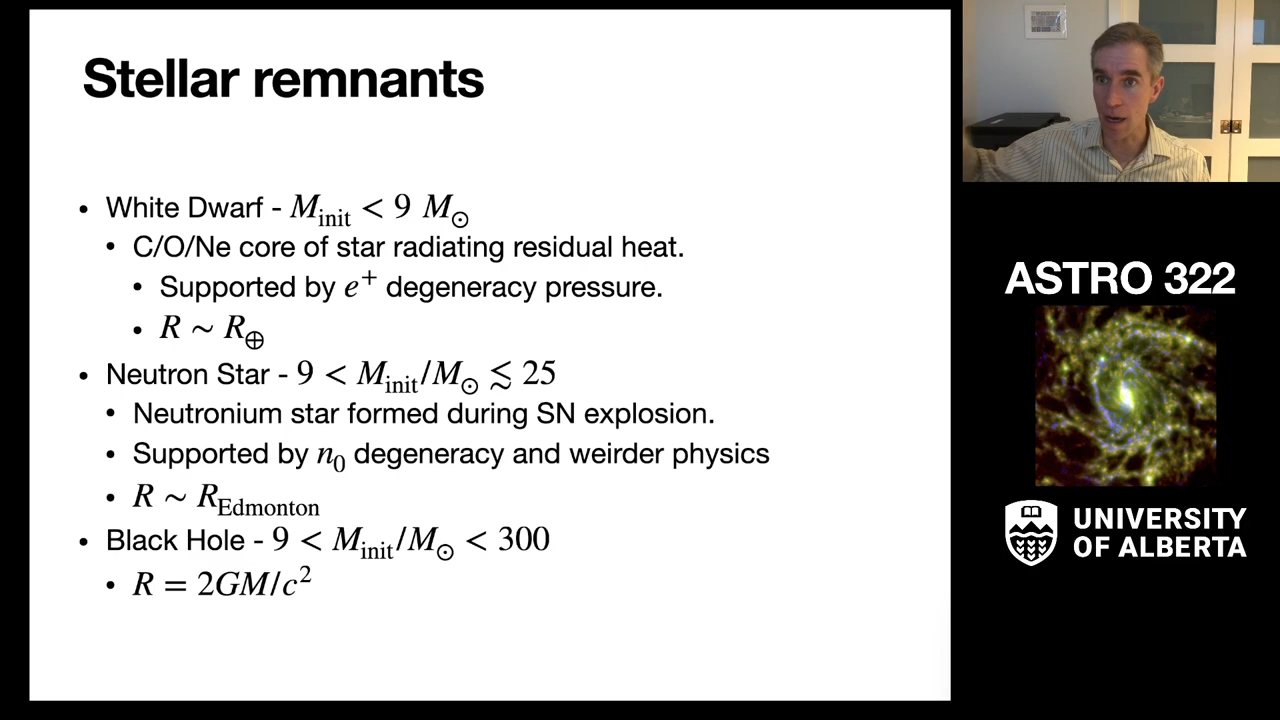 Stellar remnants
• White Dwarf - M_init < 9 M_⊙
• C/O/Ne core of star radiating residual heat.
• Supported by e⁺ degeneracy pressure.
• R ∼ R_⊕
• Neutron Star - 9 < M_init/M_⊙ ≲ 25
• Neutronium star formed during SN explosion.
• Supported by n₀ degeneracy and weirder physics
• R ∼ R_Edmonton
• Black Hole - 9 < M_init/M_⊙ < 300
• R = 2GM/c²
ASTRO 322
UNIVERSITY
OF ALBERTA